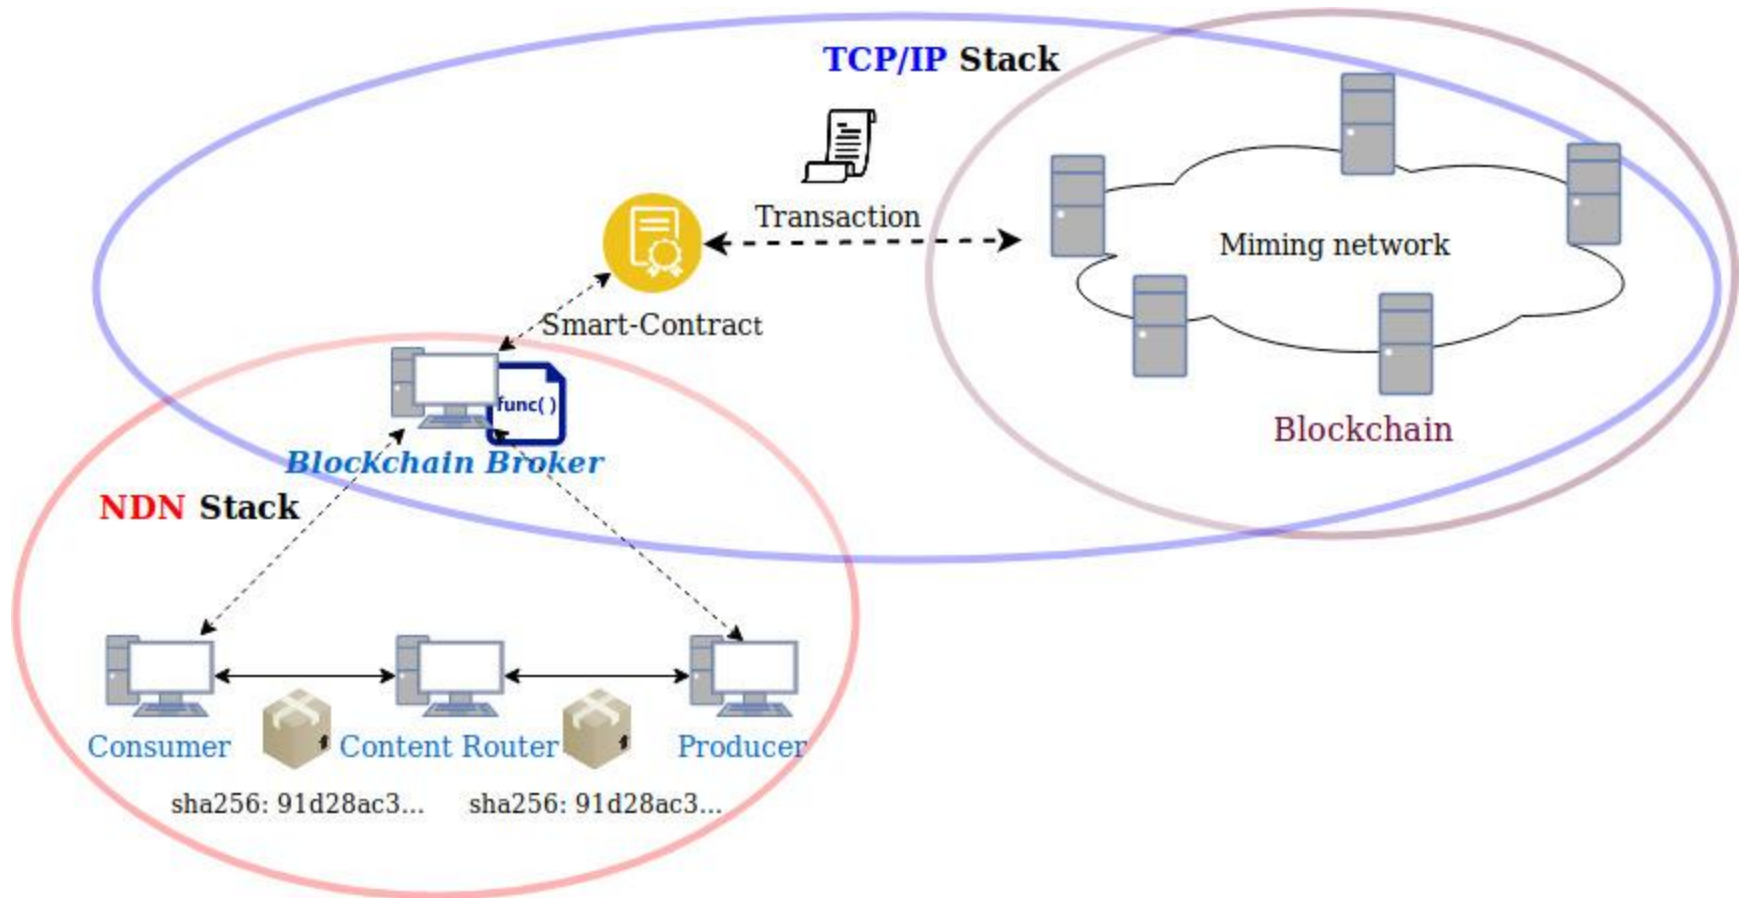 TCP/IP Stack
Transaction
Miming network
Smart-Contract
func( )
Blockchain
Blockchain Broker
NDN Stack
Consumer
Content Router
Producer
sha256: 91d28ac3...
sha256: 91d28ac3...